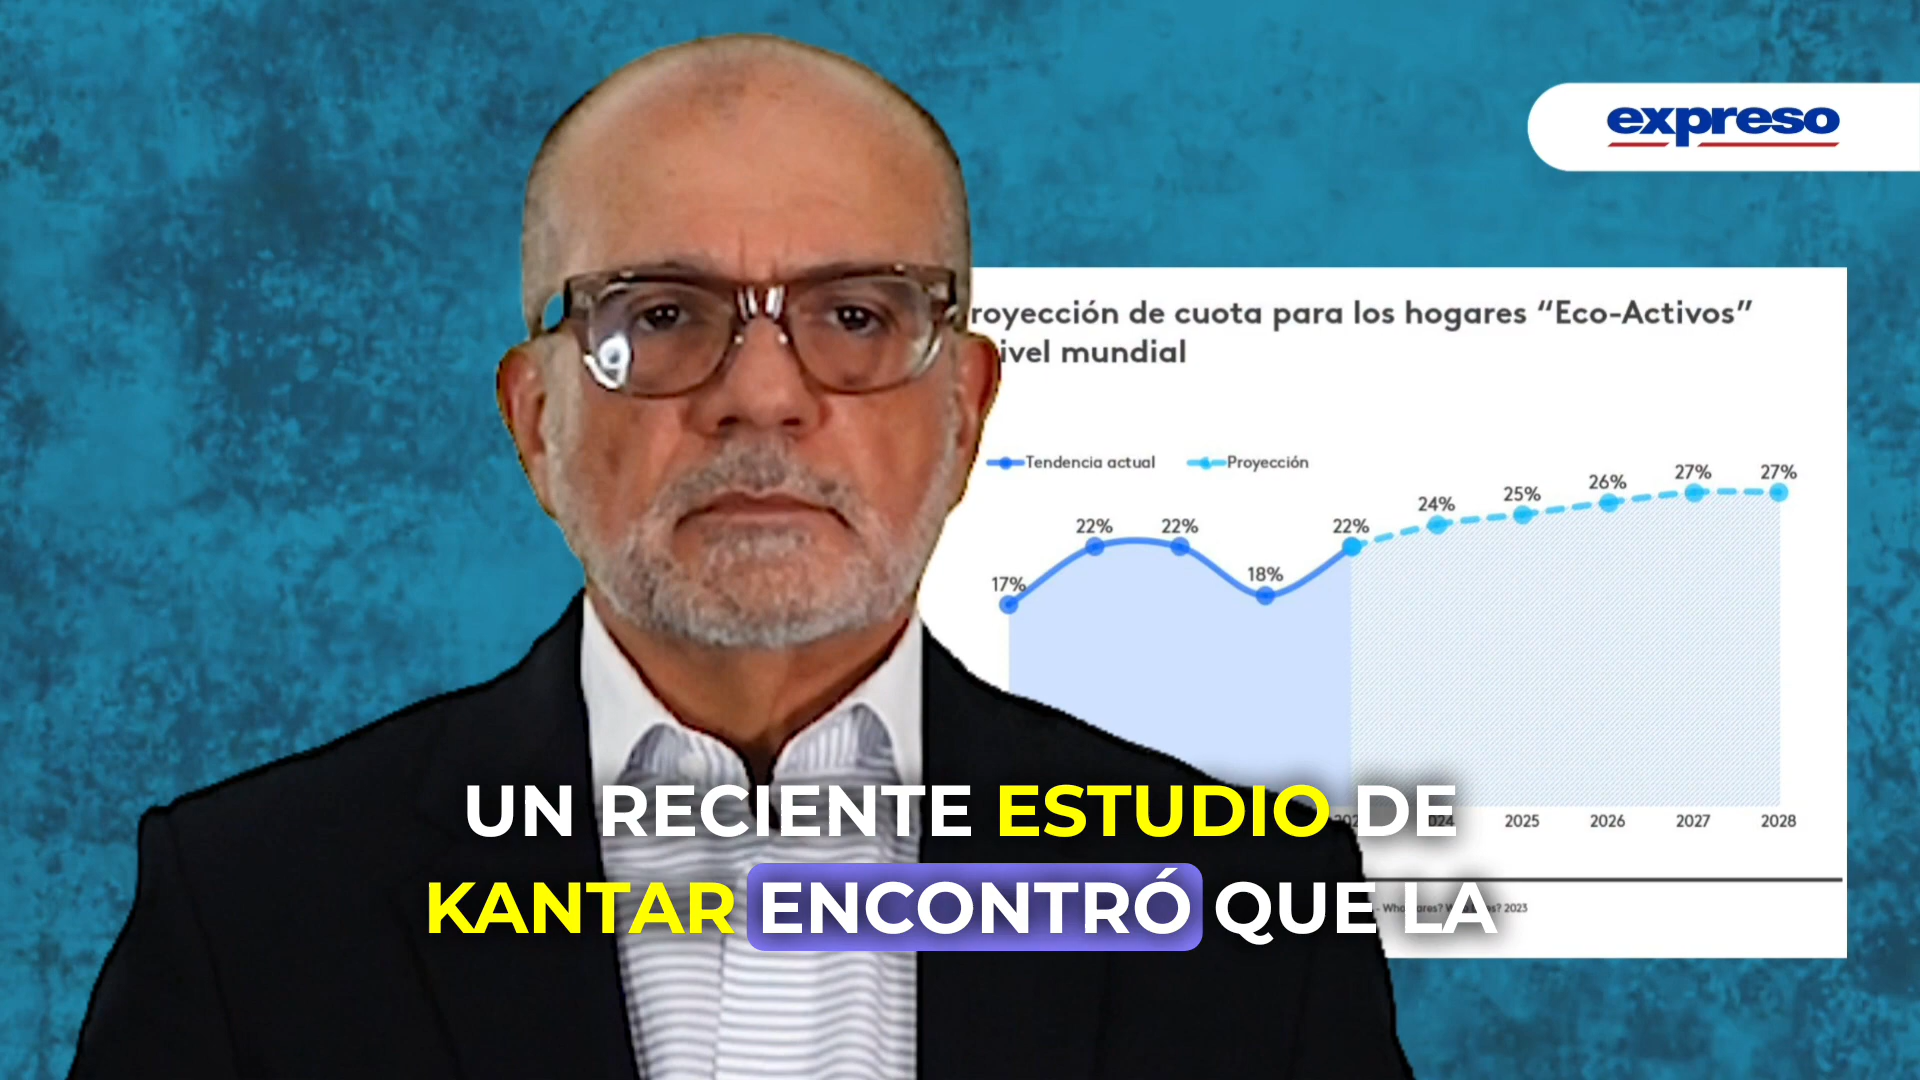 expreso
royección de cuota para los hogares “Eco-Activos”
ivel mundial
Tendencia actual
Proyección
17%
22%
22%
18%
22%
24%
25%
26%
27%
27%
2025
2026
2027
2028
2023
UN RECIENTE ESTUDIO DE
KANTAR ENCONTRÓ QUE LA